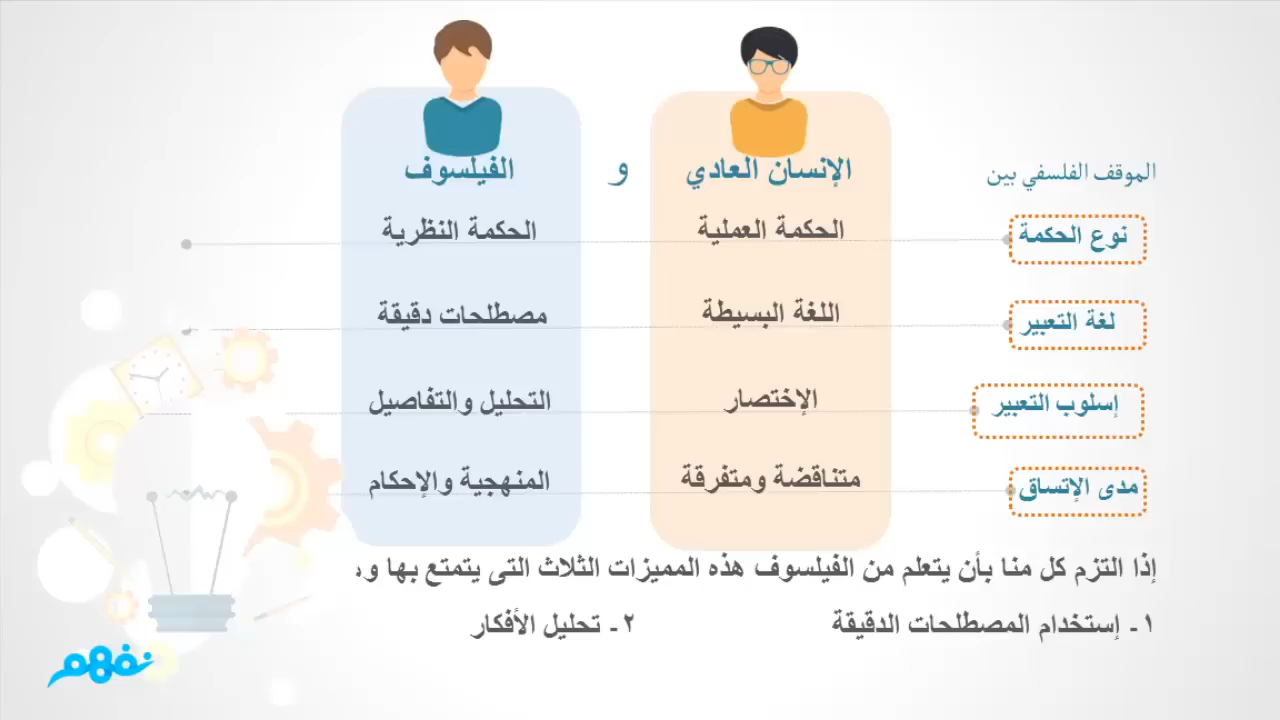 الموقف الفلسفي بين الإنسان العادي و الفيلسوف
نوع الحكمة الحكمة العملية الحكمة النظرية
لغة التعبير اللغة البسيطة مصطلحات دقيقة
إسلوب التعبير الإختصار التحليل والتفاصيل
مدى الإتساق متناقضة ومتفرقة المنهجية والإحكام
إذا التزم كل منا بأن يتعلم من الفيلسوف هذه المميزات الثلاث التى يتمتع بها
١- إستخدام المصطلحات الدقيقة ٢- تحليل الأفكار
نفهم